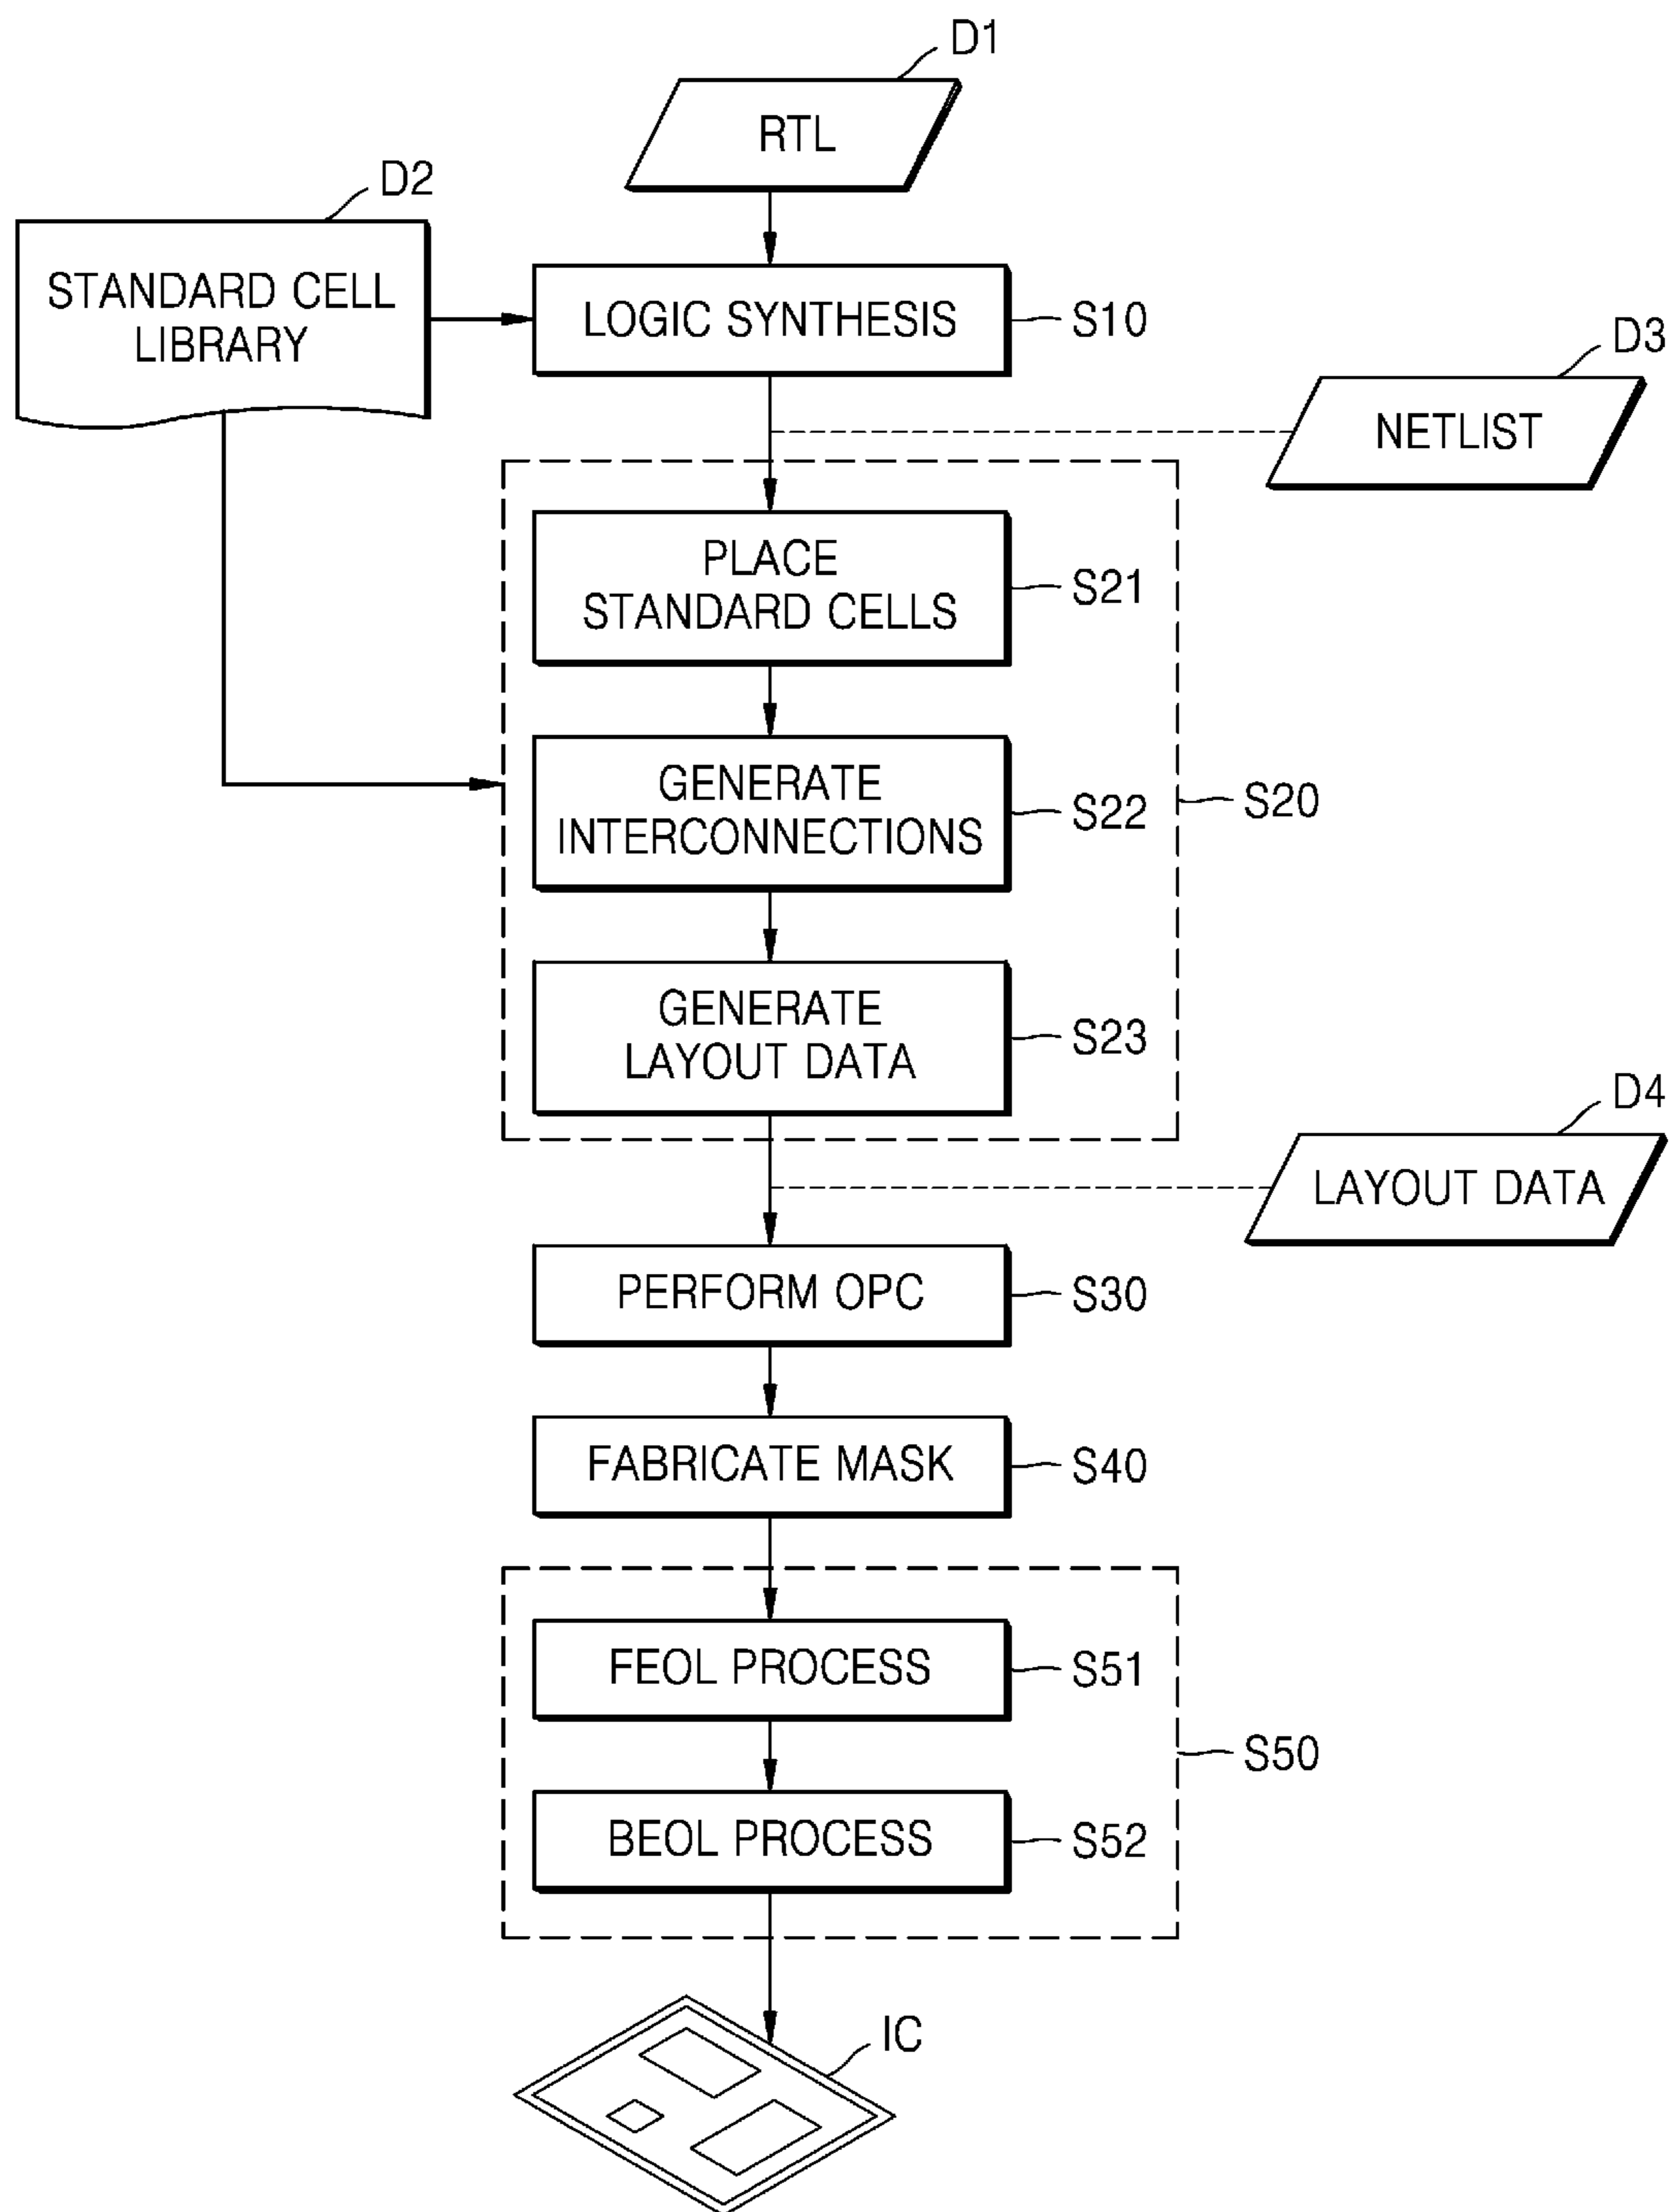 D1
RTL
D2
STANDARD CELL
LIBRARY
LOGIC SYNTHESIS
S10
D3
NETLIST
PLACE
STANDARD CELLS
S21
GENERATE
INTERCONNECTIONS
S22
S20
GENERATE
LAYOUT DATA
S23
D4
LAYOUT DATA
PERFORM OPC
S30
FABRICATE MASK
S40
FEOL PROCESS
S51
S50
BEOL PROCESS
S52
IC